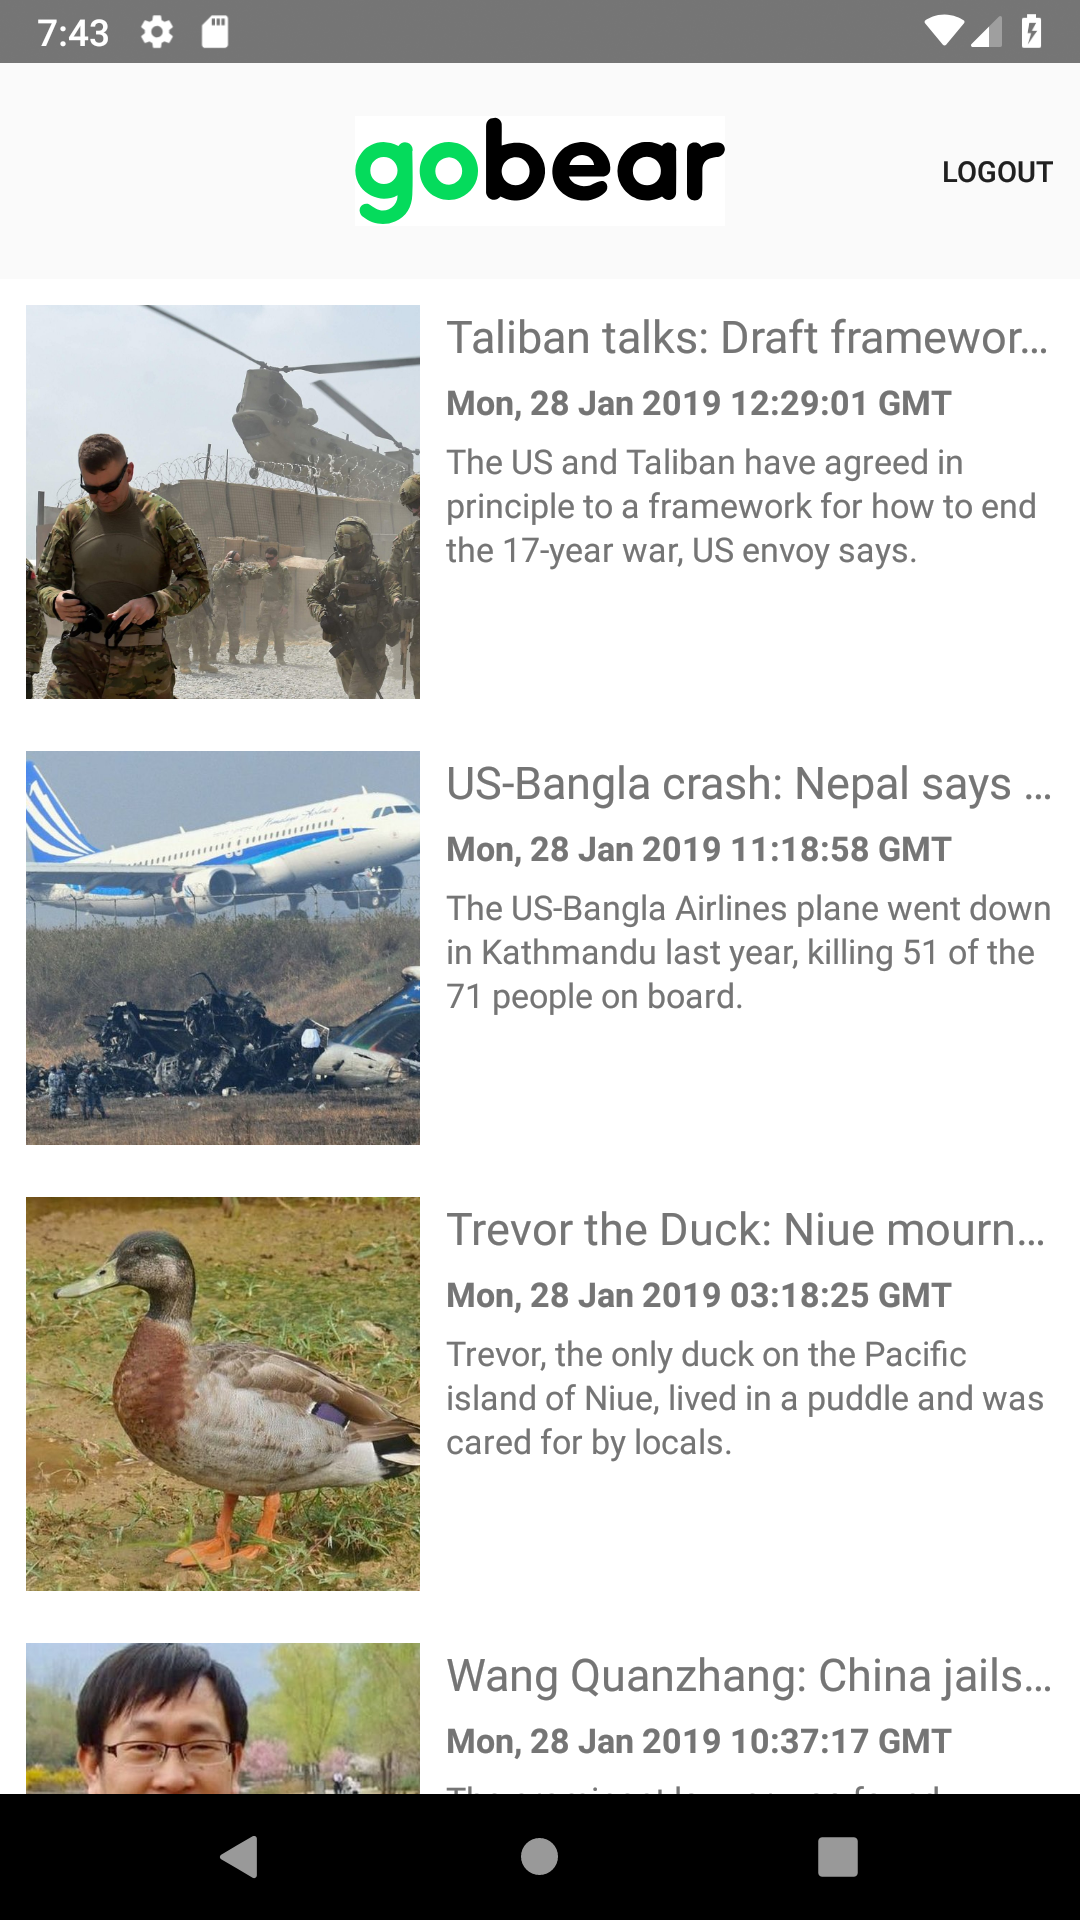 7:43
gobear
LOGOUT
Taliban talks: Draft framewor...
Mon, 28 Jan 2019 12:29:01 GMT
The US and Taliban have agreed in
principle to a framework for how to end
the 17-year war, US envoy says.
US-Bangla crash: Nepal says ...
Mon, 28 Jan 2019 11:18:58 GMT
The US-Bangla Airlines plane went down
in Kathmandu last year, killing 51 of the
71 people on board.
Trevor the Duck: Niue mourn...
Mon, 28 Jan 2019 03:18:25 GMT
Trevor, the only duck on the Pacific
island of Niue, lived in a puddle and was
cared for by locals.
Wang Quanzhang: China jails...
Mon, 28 Jan 2019 10:37:17 GMT